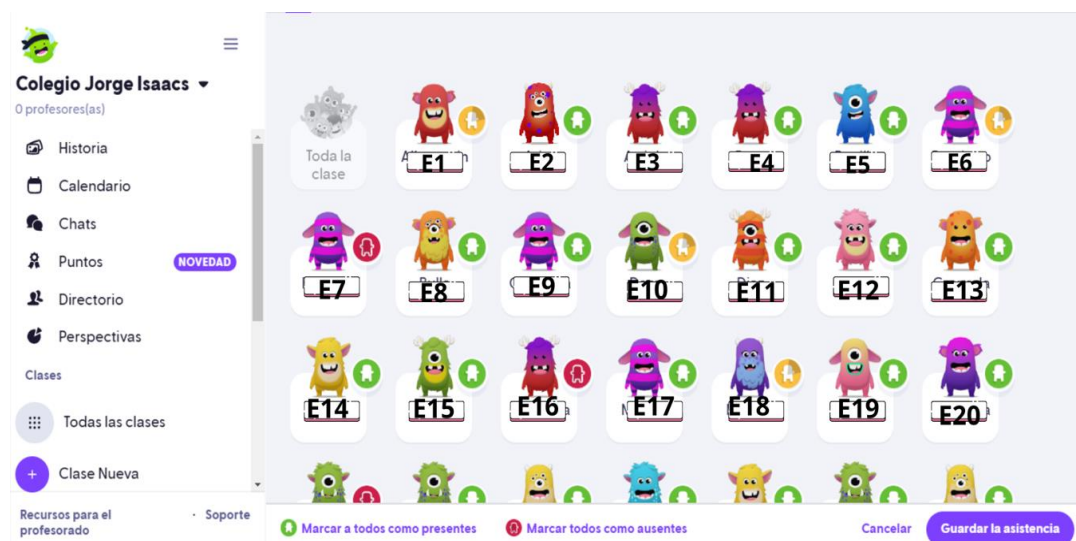 Colegio Jorge Isaacs
0 profesores(as)
Historia
Calendario
Chats
Puntos NOVEDAD
Directorio
Perspectivas
Clases
Todas las clases
+ Clase Nueva
Recursos para el profesorado · Soporte
Toda la clase
E1 E2 E3 E4 E5 E6
E7 E8 E9 E10 E11 E12 E13
E14 E15 E16 E17 E18 E19 E20
Marcar a todos como presentes Marcar todos como ausentes Cancelar Guardar la asistencia